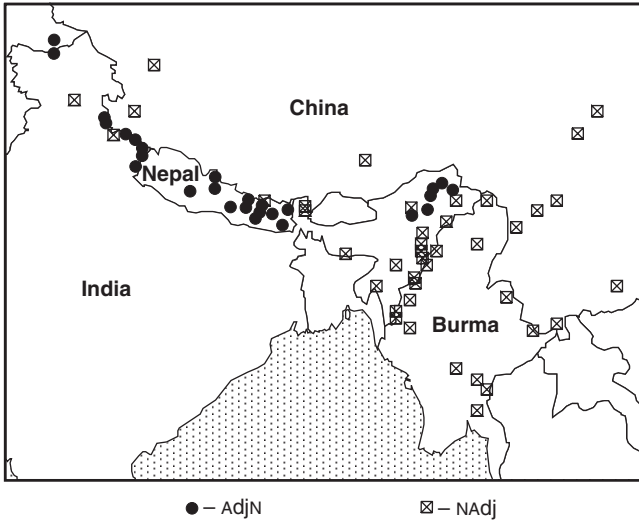 China
Nepal
India
Burma
– AdjN
– NAdj